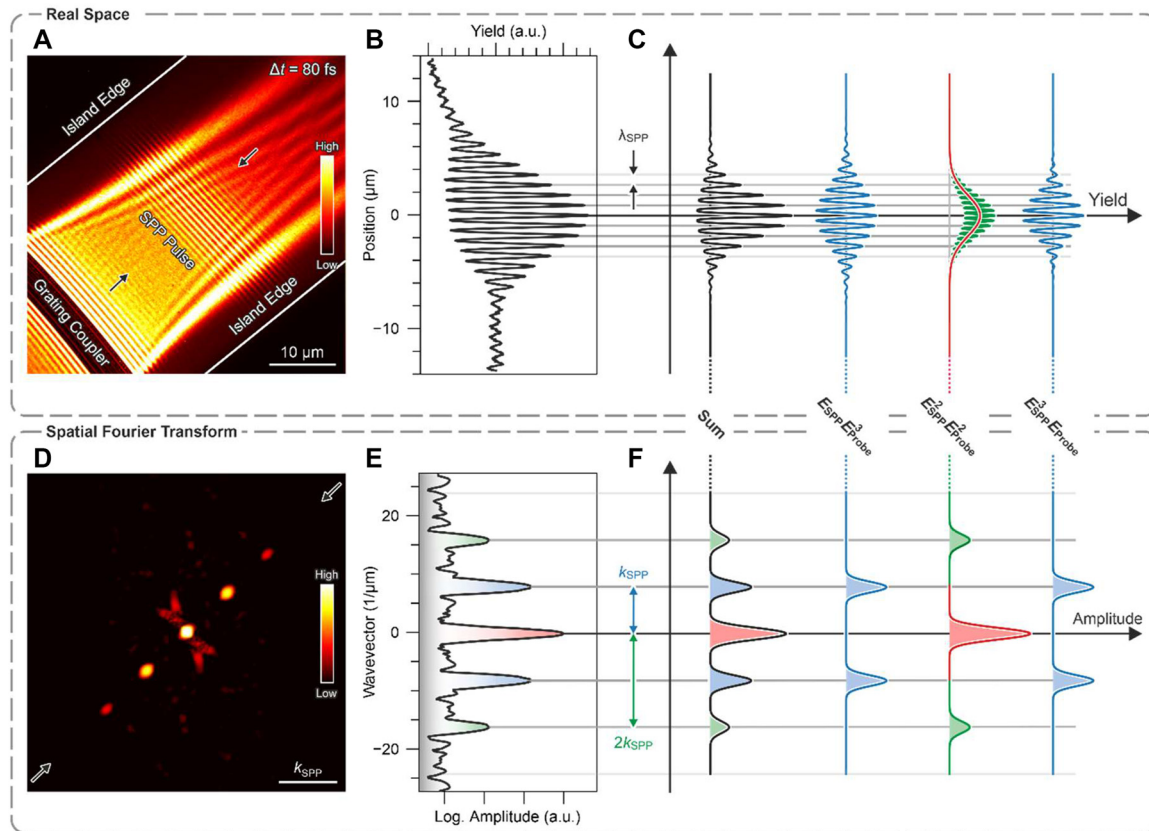 Real Space
A
Δt = 80 fs
Island Edge
High
Low
SPP Pulse
Grating Coupler
Island Edge
10 μm
B
Yield (a.u.)
Position (μm)
10
0
−10
C
λSPP
Yield
Sum
ESPPE³Probe
E²SPPE²Probe
E³SPPEProbe
Spatial Fourier Transform
D
High
Low
kSPP
E
Wavevector (1/μm)
20
0
−20
Log. Amplitude (a.u.)
kSPP
2kSPP
F
Amplitude